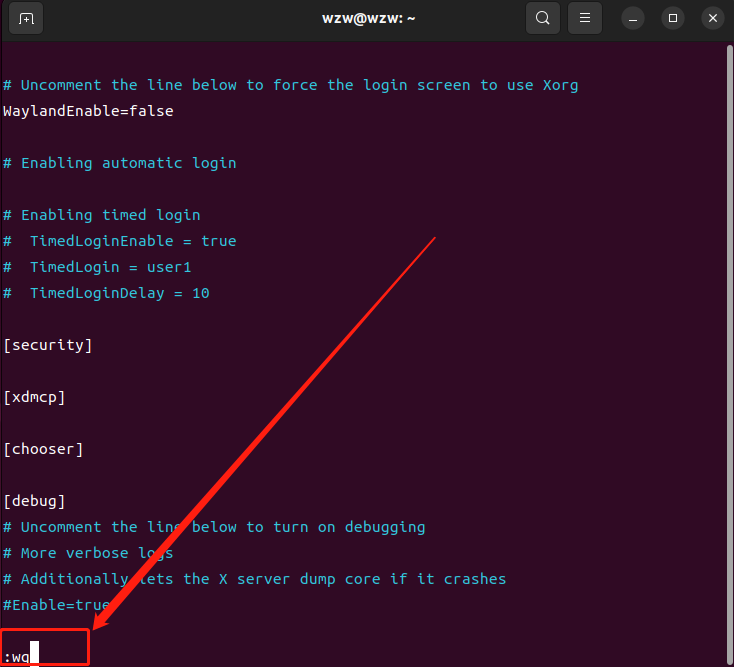 wzw@wzw: ~
# Uncomment the line below to force the login screen to use Xorg
WaylandEnable=false
# Enabling automatic login
# Enabling timed login
#  TimedLoginEnable = true
#  TimedLogin = user1
#  TimedLoginDelay = 10
[security]
[xdmcp]
[chooser]
[debug]
# Uncomment the line below to turn on debugging
# More verbose logs
# Additionally lets the X server dump core if it crashes
#Enable=true
:wq